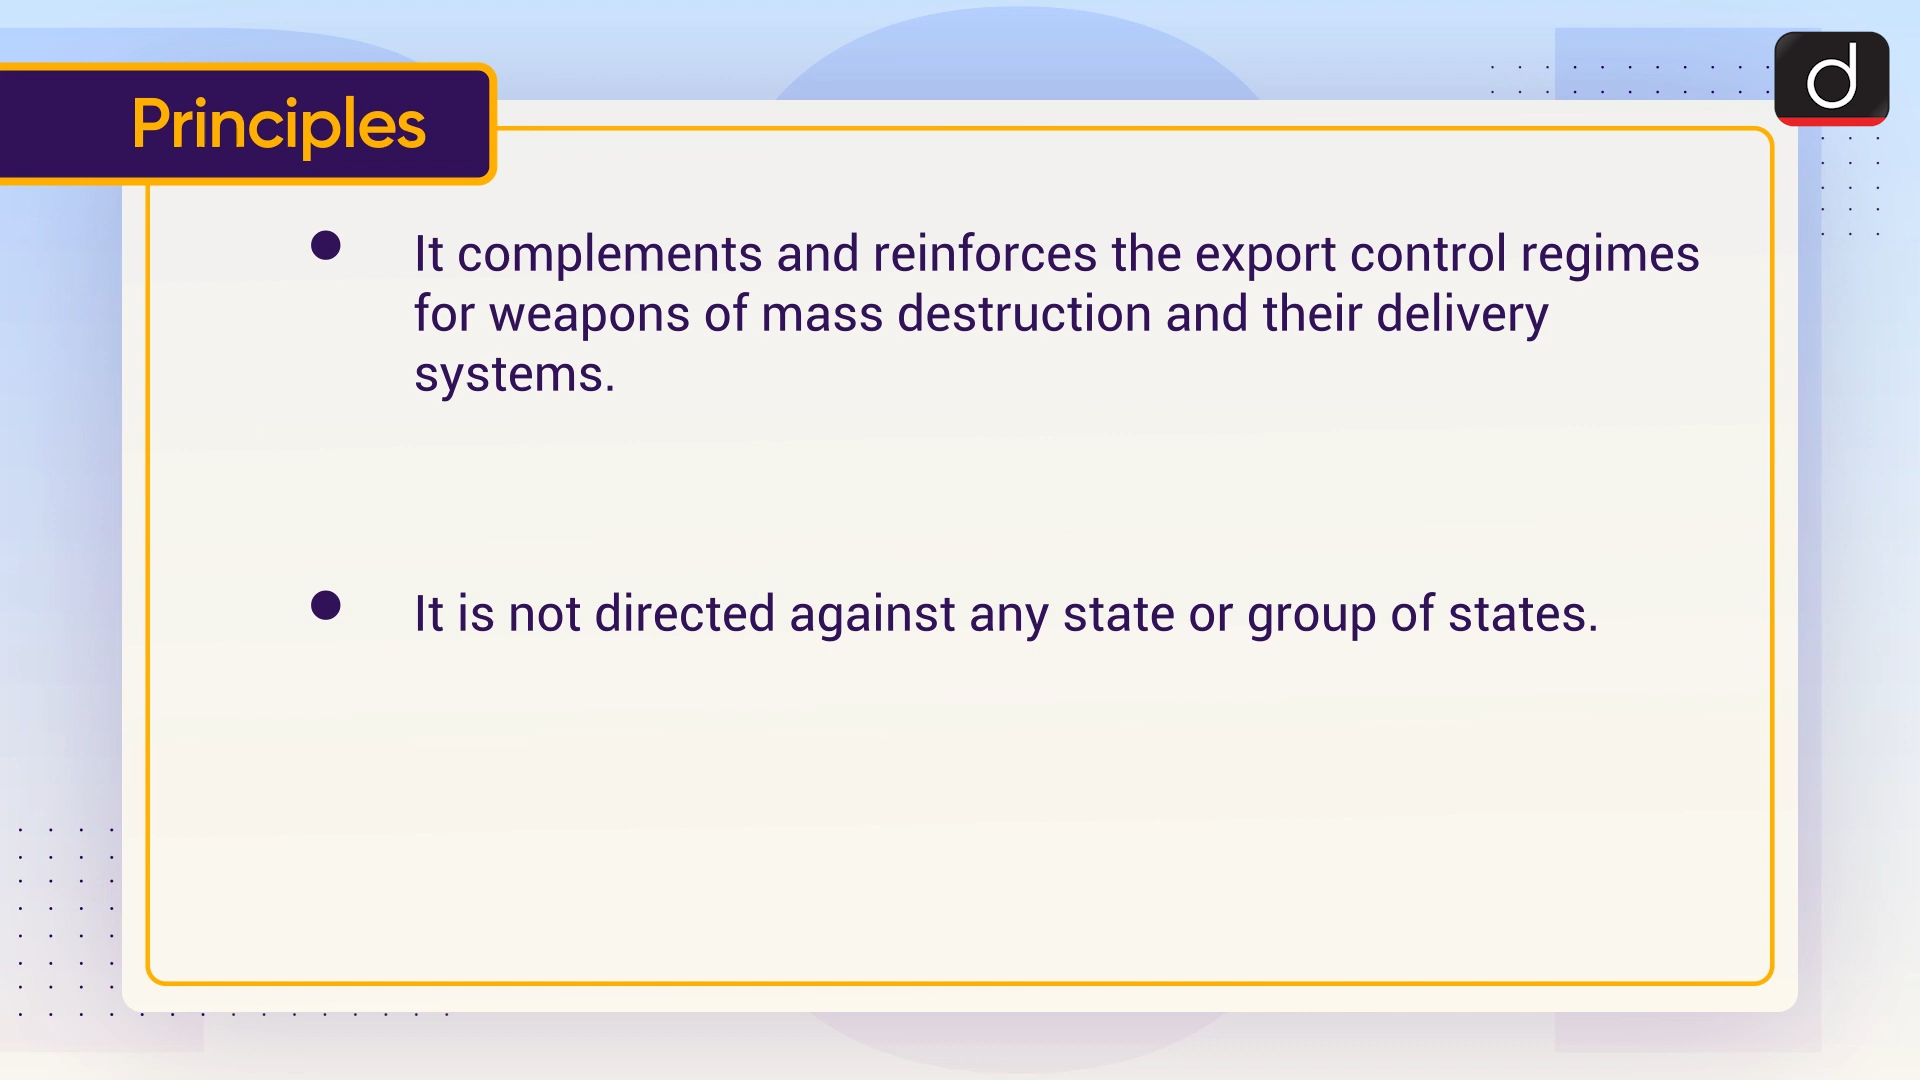 Principles
d
It complements and reinforces the export control regimes
for weapons of mass destruction and their delivery
systems.
It is not directed against any state or group of states.